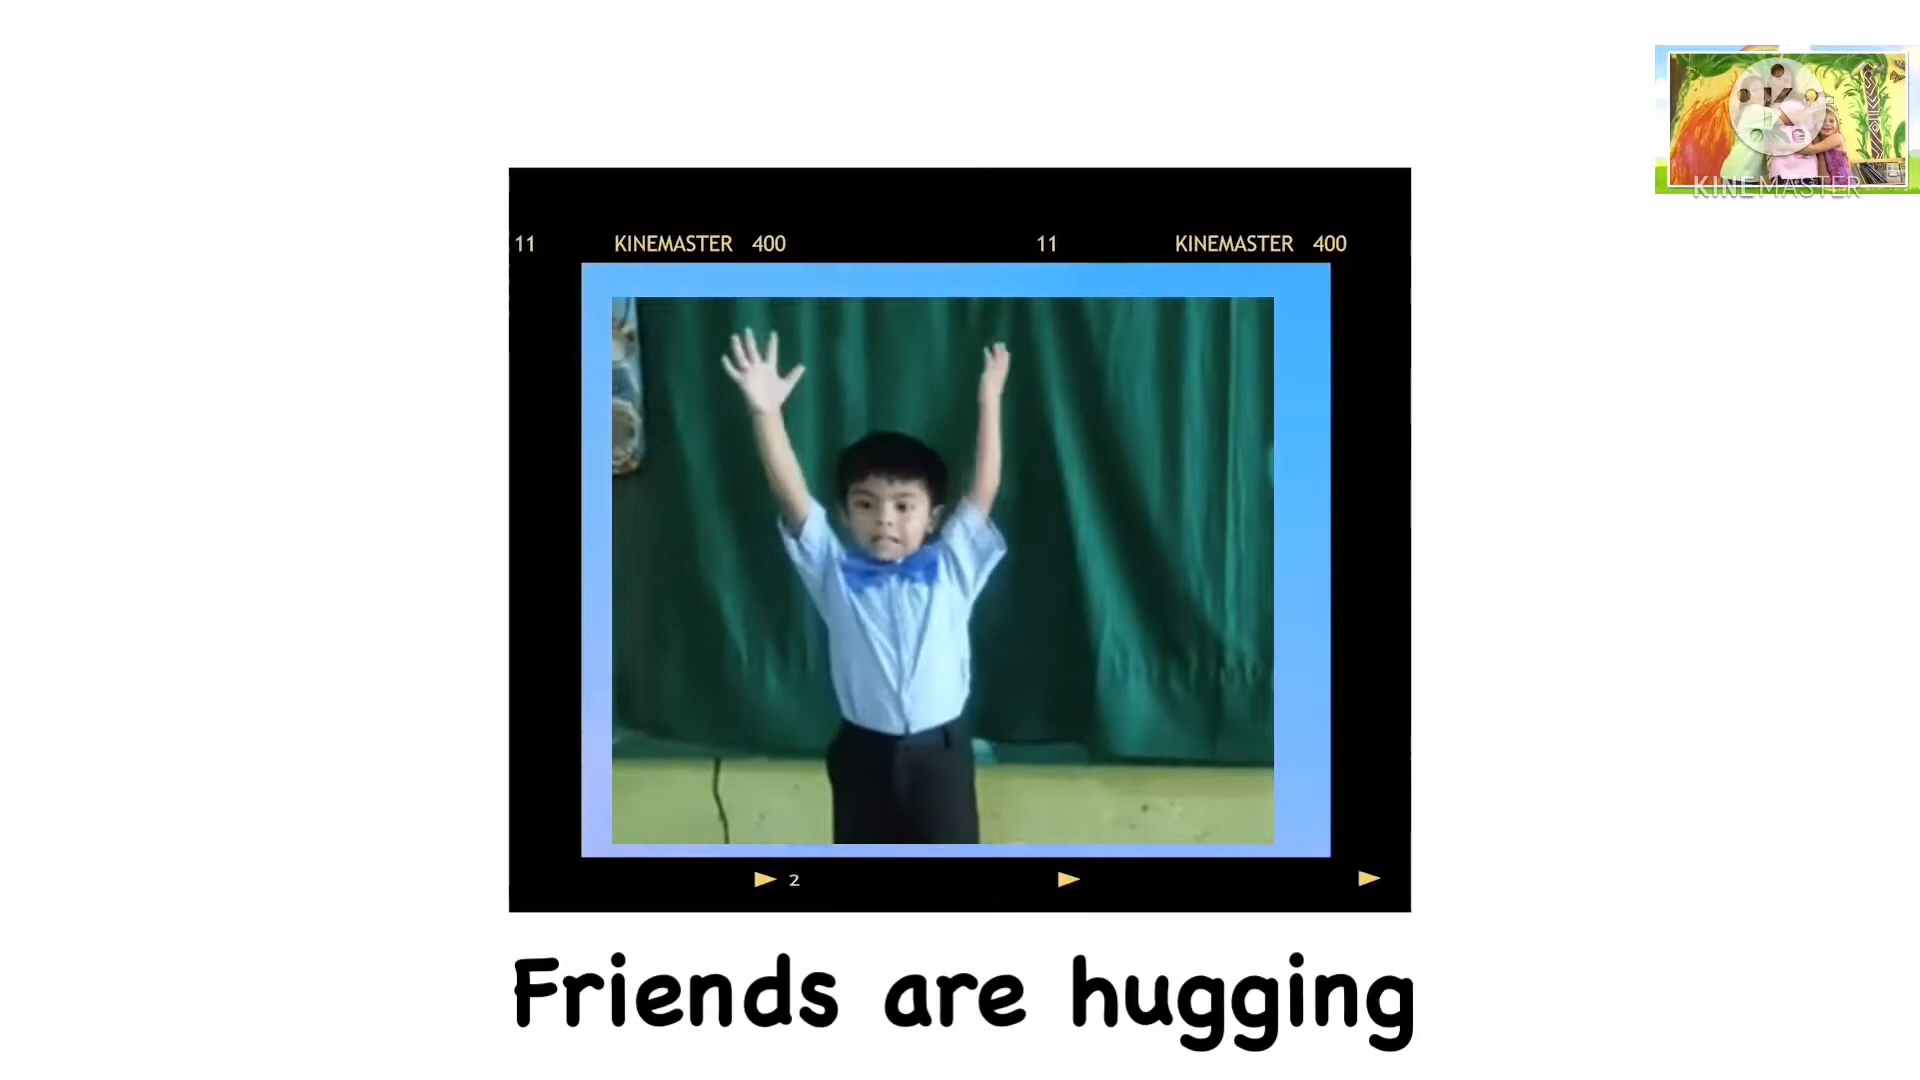 K
KINEMASTER
11 KINEMASTER 400 11 KINEMASTER 400
2
Friends are hugging